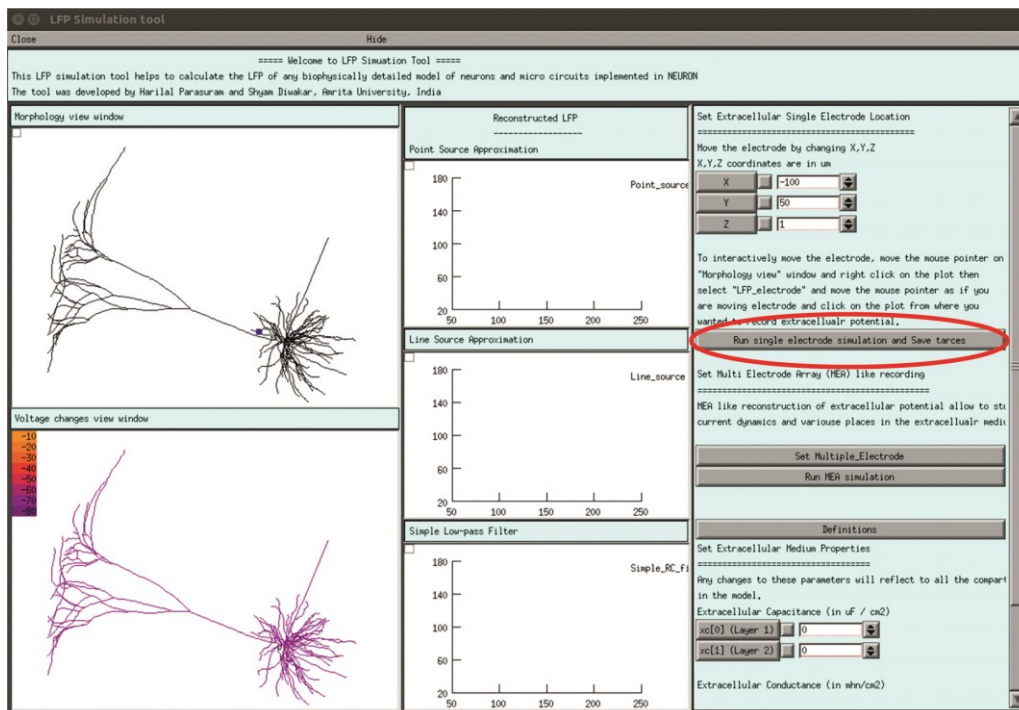 LFP Simulation tool
Close Hide
===== Welcome to LFP Simuation Tool =====
This LFP simulation tool helps to calculate the LFP of any biophysically detailed model of neurons and micro circuits implemented in NEURON
The tool was developed by Harilal Parasuram and Shyam Diwakar, Amrita University, India
Morphology view window
Voltage changes view window
-10
-20
-30
-40
-50
-60
-70
-80
Reconstructed LFP
------------------
Point Source Approximation
Point_source
180
140
100
60
20
50 100 150 200 250
Line Source Approximation
Line_source
180
140
100
60
20
50 100 150 200 250
Simple Low-pass Filter
Simple_RC_fi
180
140
100
60
20
50 100 150 200 250
Set Extracellular Single Electrode Location
===========================================
Move the electrode by changing X,Y,Z
X,Y,Z coordinates are in um
X -100
Y 50
Z 1
To interactively move the electrode, move the mouse pointer on
"Morphology view" window and right click on the plot then
select "LFP_electrode" and move the mouse pointer as if you
are moving electrode and click on the plot from where you
wanted to record extracellualr potential.
Run single electrode simulation and Save tarces
Set Multi Electrode Array (MEA) like recording
==============================================
MEA like reconstruction of extracellular potential allow to stu
current dynamics and variouse places in the extracellualr mediu
Set Multiple_Electrode
Run MEA simulation
Definitions
Set Extracellular Medium Properties
==================================
Any changes to these parameters will reflect to all the compart
in the model.
Extracellular Capacitance (in uF / cm2)
xc[0] (Layer 1) 0
xc[1] (Layer 2) 0
Extracellular Conductance (in mhn/cm2)